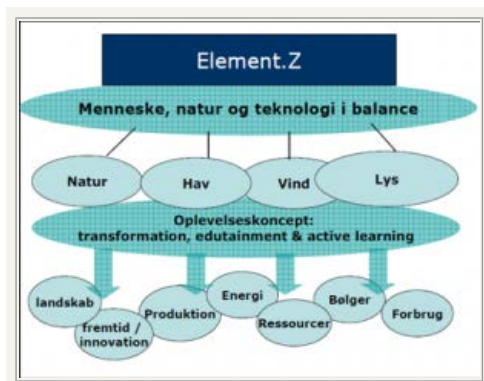 Element.Z
Menneske, natur og teknologi i balance
Natur
Hav
Vind
Lys
Oplevelseskoncept:
transformation, edutainment & active learning
landskab
fremtid /
innovation
Produktion
Energi
Ressourcer
Bølger
Forbrug